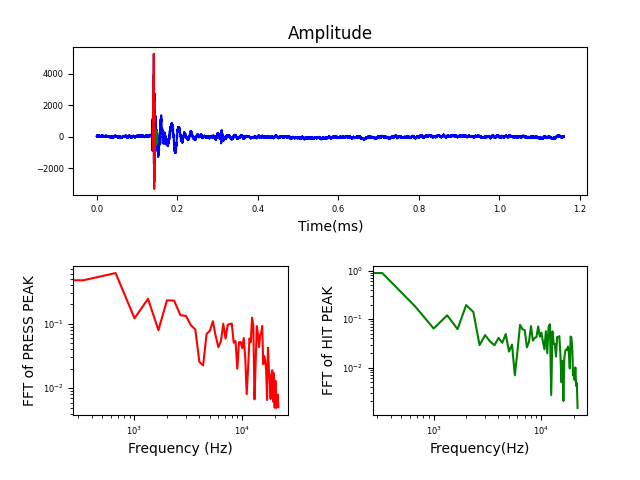 Amplitude
4000
2000
0
−2000
0.0 0.2 0.4 0.6 0.8 1.0 1.2
Time(ms)
FFT of PRESS PEAK
10⁻¹
10⁻²
10³ 10⁴
Frequency (Hz)
FFT of HIT PEAK
10⁰
10⁻¹
10⁻²
10³ 10⁴
Frequency(Hz)